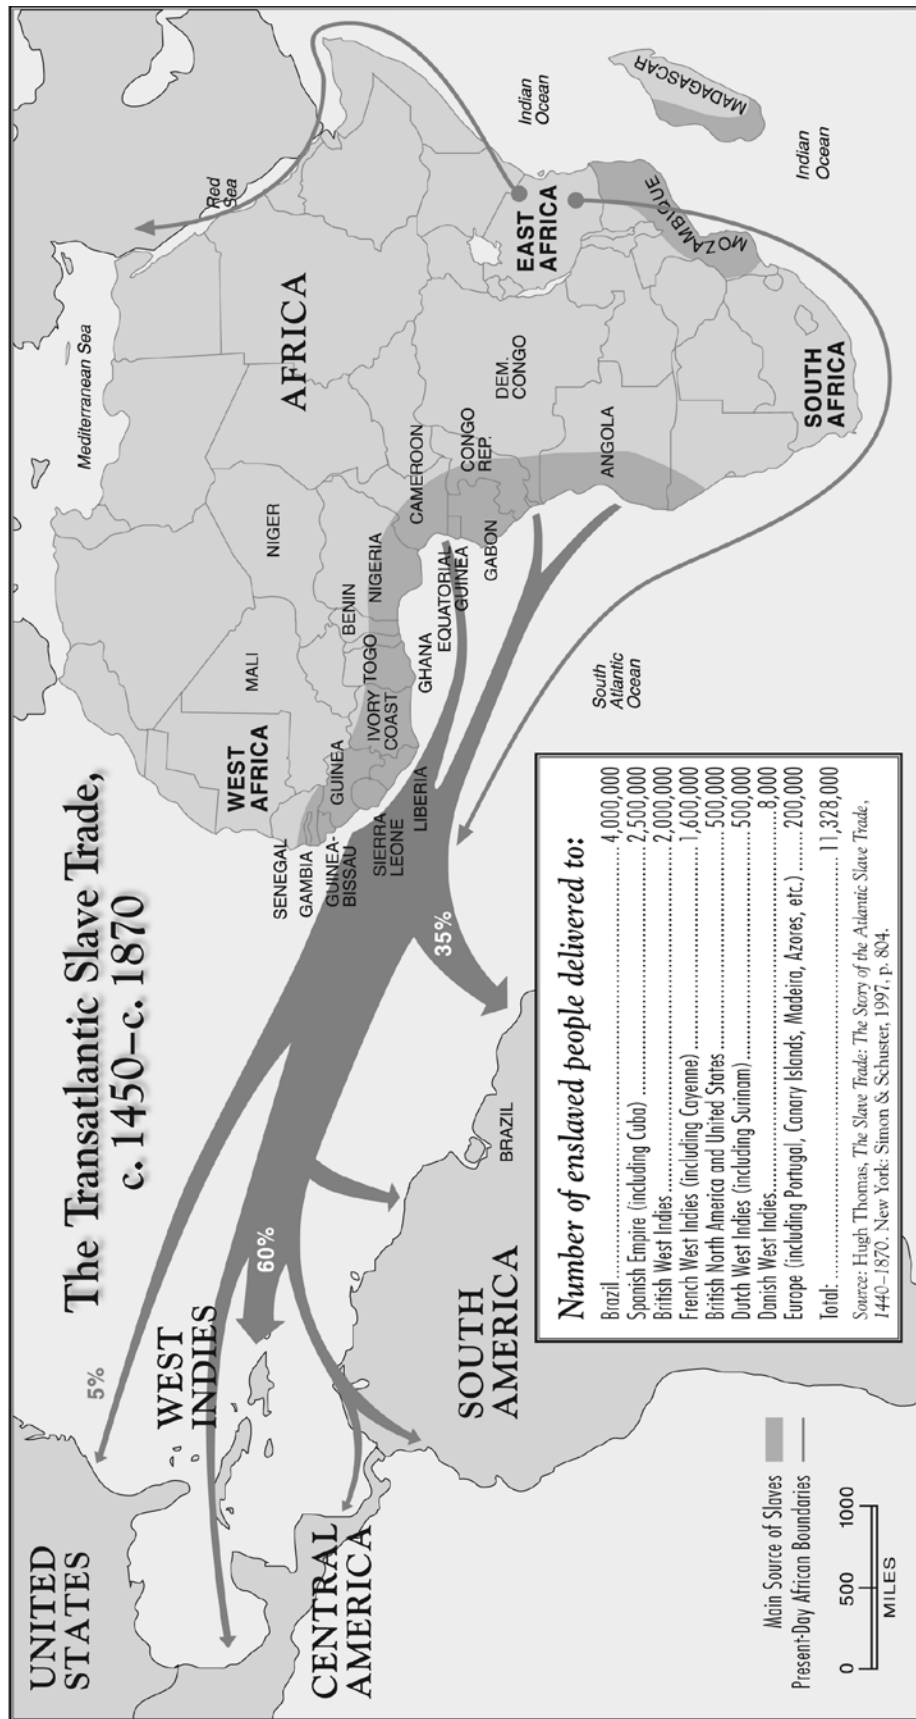 The Transatlantic Slave Trade,
c. 1450–c. 1870
UNITED
STATES
5%
WEST
INDIES
60%
35%
CENTRAL
AMERICA
SOUTH
AMERICA
BRAZIL
Mediterranean Sea
Red
Sea
AFRICA
WEST
AFRICA
MALI
NIGER
SENEGAL
GAMBIA
GUINEA-
BISSAU
GUINEA
SIERRA
LEONE
LIBERIA
IVORY
COAST
GHANA
TOGO
BENIN
NIGERIA
CAMEROON
EQUATORIAL
GUINEA
GABON
CONGO
REP.
DEM.
CONGO
ANGOLA
EAST
AFRICA
MOZAMBIQUE
SOUTH
AFRICA
MADAGASCAR
Indian
Ocean
Indian
Ocean
South
Atlantic
Ocean
Number of enslaved people delivered to:
Brazil 4,000,000
Spanish Empire (including Cuba) 2,500,000
British West Indies 2,000,000
French West Indies (including Cayenne) 1,600,000
British North America and United States 500,000
Dutch West Indies (including Surinam) 500,000
Danish West Indies 8,000
Europe (including Portugal, Canary Islands, Madeira, Azores, etc.) 200,000
Total: 11,328,000
Source: Hugh Thomas, The Slave Trade: The Story of the Atlantic Slave Trade,
1440–1870. New York: Simon & Schuster, 1997, p. 804.
Main Source of Slaves
Present-Day African Boundaries
0 500 1000
MILES